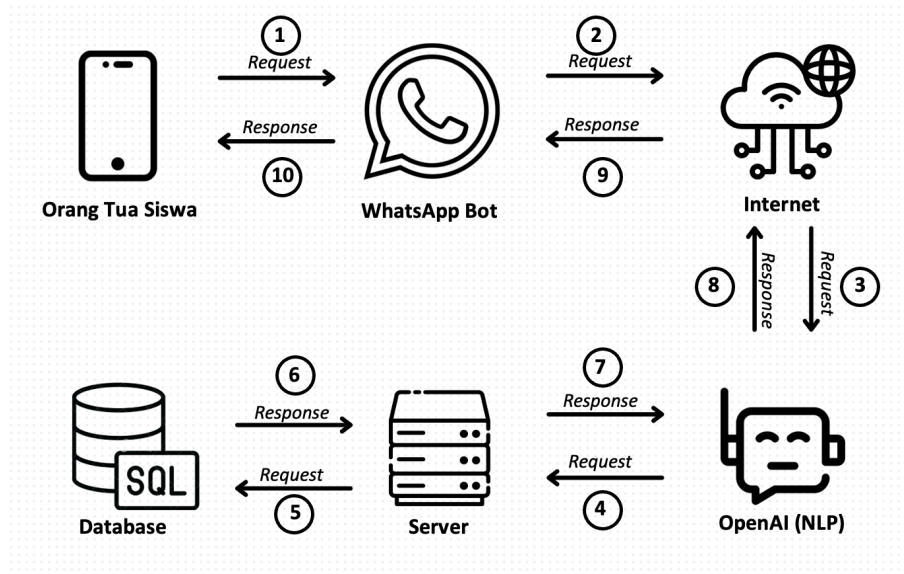 1
2
Request
Request
Response
Response
10
9
Orang Tua Siswa
WhatsApp Bot
Internet
8
Response
Request
3
6
7
Response
Response
Request
Request
SQL
5
4
Database
Server
OpenAI (NLP)